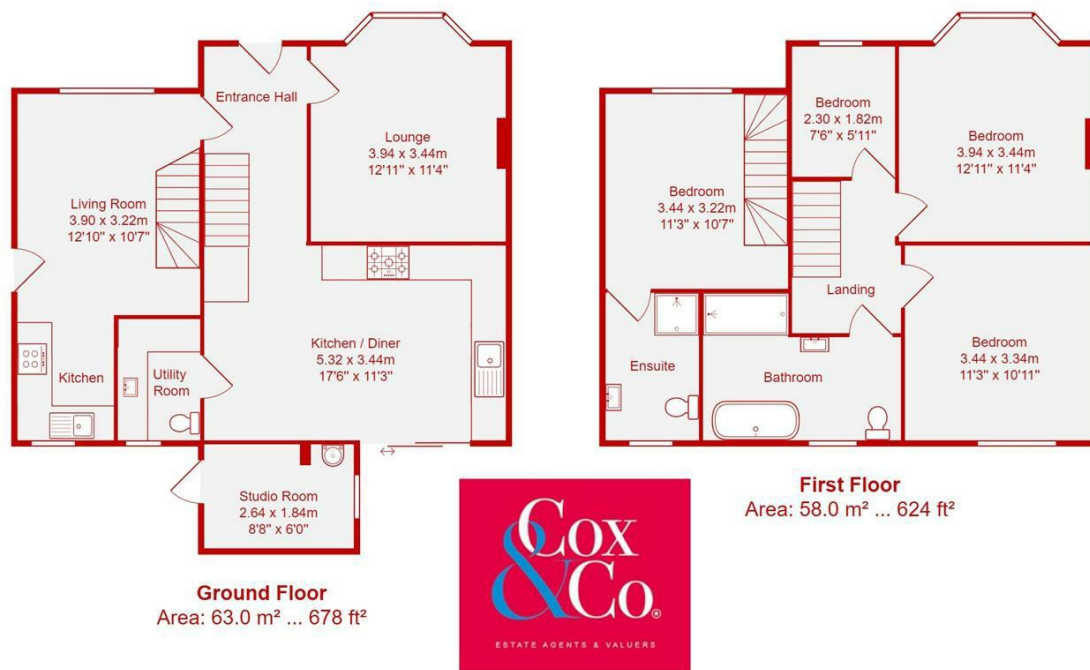 Entrance Hall
Lounge
3.94 x 3.44m
12'11" x 11'4"
Living Room
3.90 x 3.22m
12'10" x 10'7"
Kitchen / Diner
5.32 x 3.44m
17'6" x 11'3"
Kitchen
Utility
Room
Studio Room
2.64 x 1.84m
8'8" x 6'0"
Ground Floor
Area: 63.0 m² ... 678 ft²
Bedroom
2.30 x 1.82m
7'6" x 5'11"
Bedroom
3.94 x 3.44m
12'11" x 11'4"
Bedroom
3.44 x 3.22m
11'3" x 10'7"
Landing
Bedroom
3.44 x 3.34m
11'3" x 10'11"
Ensuite
Bathroom
First Floor
Area: 58.0 m² ... 624 ft²
Cox
&Co.®
ESTATE AGENTS & VALUERS